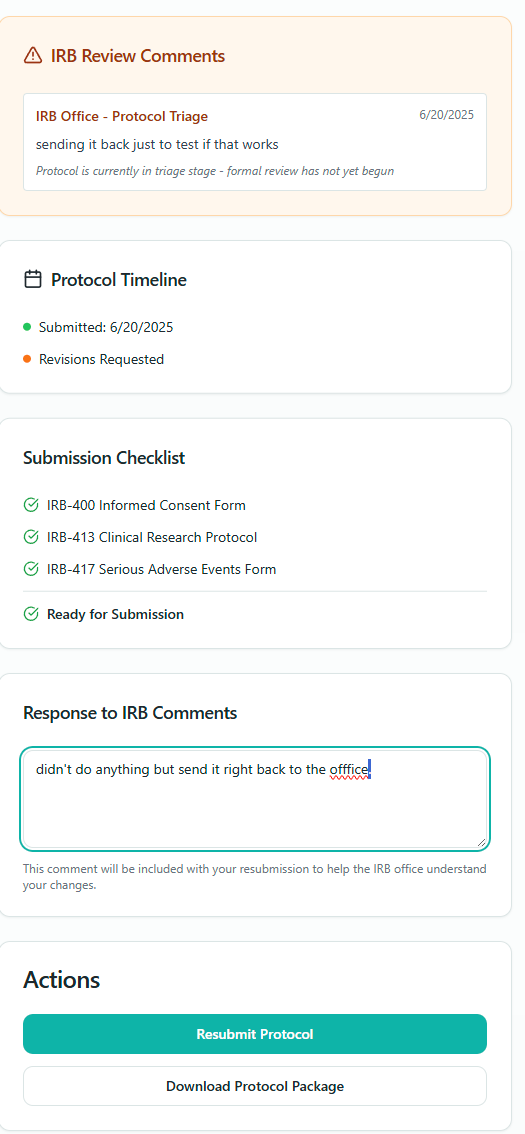 IRB Review Comments
IRB Office - Protocol Triage
6/20/2025
sending it back just to test if that works
Protocol is currently in triage stage - formal review has not yet begun
Protocol Timeline
Submitted: 6/20/2025
Revisions Requested
Submission Checklist
IRB-400 Informed Consent Form
IRB-413 Clinical Research Protocol
IRB-417 Serious Adverse Events Form
Ready for Submission
Response to IRB Comments
didn't do anything but send it right back to the offfice
This comment will be included with your resubmission to help the IRB office understand
your changes.
Actions
Resubmit Protocol
Download Protocol Package